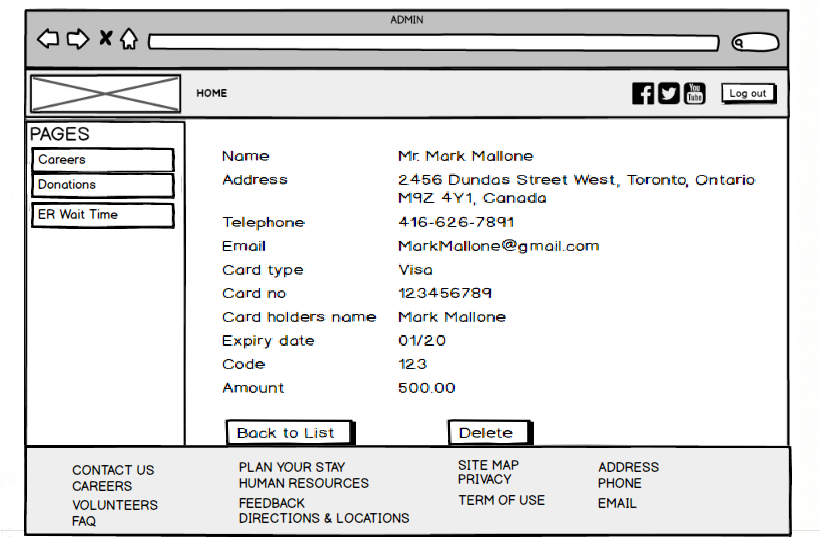 ADMIN
HOME
You
Tube
Log out
PAGES
Careers
Donations
ER Wait Time
Name Mr. Mark Mallone
Address 2456 Dundas Street West, Toronto, Ontario
M9Z 4Y1, Canada
Telephone 416-626-7891
Email MarkMallone@gmail.com
Card type Visa
Card no 123456789
Card holders name Mark Mallone
Expiry date 01/20
Code 123
Amount 500.00
Back to List Delete
CONTACT US
CAREERS
VOLUNTEERS
FAQ
PLAN YOUR STAY
HUMAN RESOURCES
FEEDBACK
DIRECTIONS & LOCATIONS
SITE MAP
PRIVACY
TERM OF USE
ADDRESS
PHONE
EMAIL